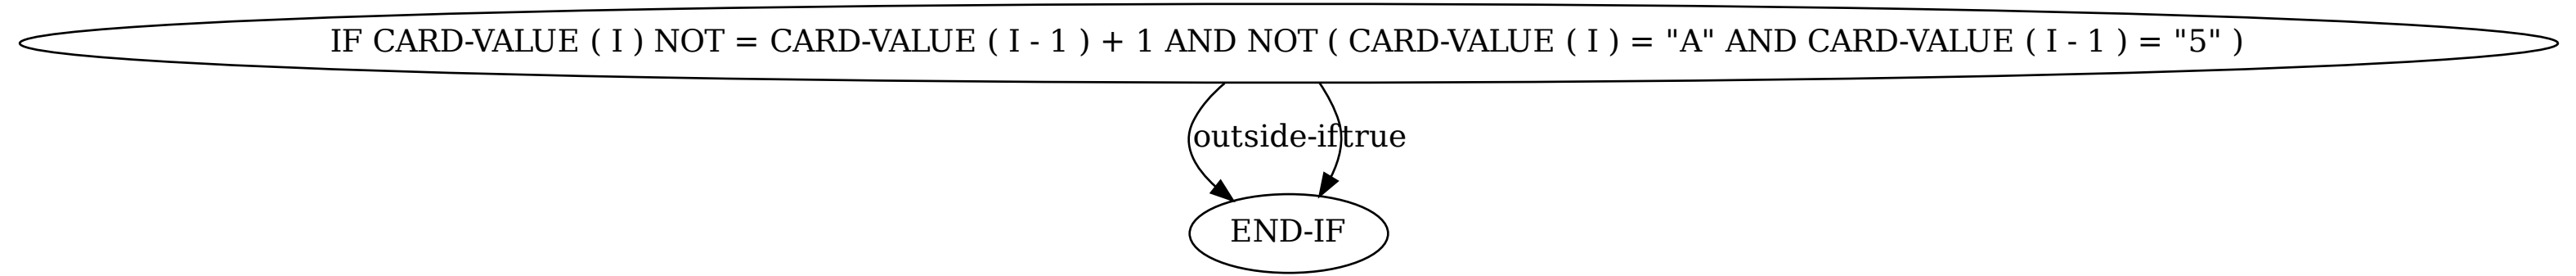 IF CARD-VALUE ( I ) NOT = CARD-VALUE ( I - 1 ) + 1 AND NOT ( CARD-VALUE ( I ) = "A" AND CARD-VALUE ( I - 1 ) = "5" )
outside-if
true
END-IF